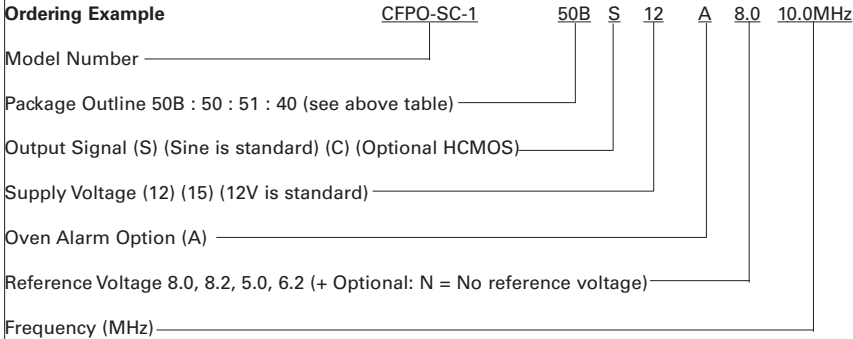 Ordering Example CFPO-SC-1 50B S 12 A 8.0 10.0MHz
Model Number
Package Outline 50B : 50 : 51 : 40 (see above table)
Output Signal (S) (Sine is standard) (C) (Optional HCMOS)
Supply Voltage (12) (15) (12V is standard)
Oven Alarm Option (A)
Reference Voltage 8.0, 8.2, 5.0, 6.2 (+ Optional: N = No reference voltage)
Frequency (MHz)